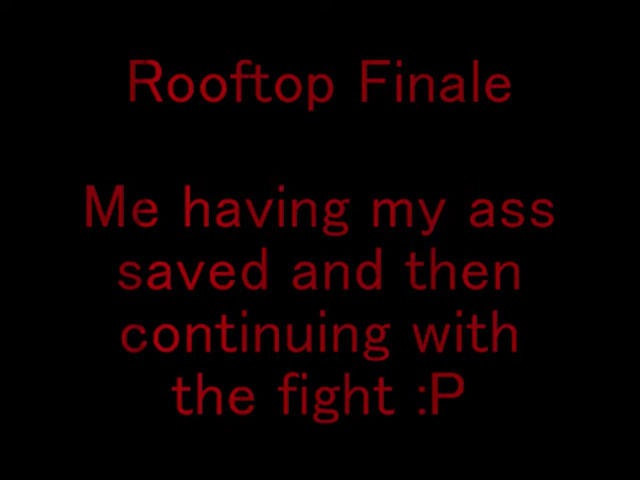 Rooftop Finale
Me having my ass
saved and then
continuing with
the fight :P